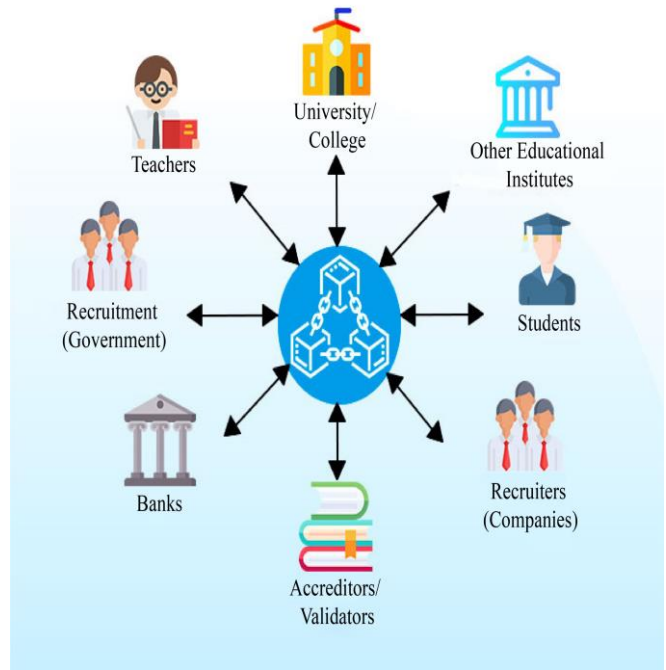 University/
College
Teachers
Other Educational
Institutes
Recruitment
(Government)
Students
Banks
Recruiters
(Companies)
Accreditors/
Validators